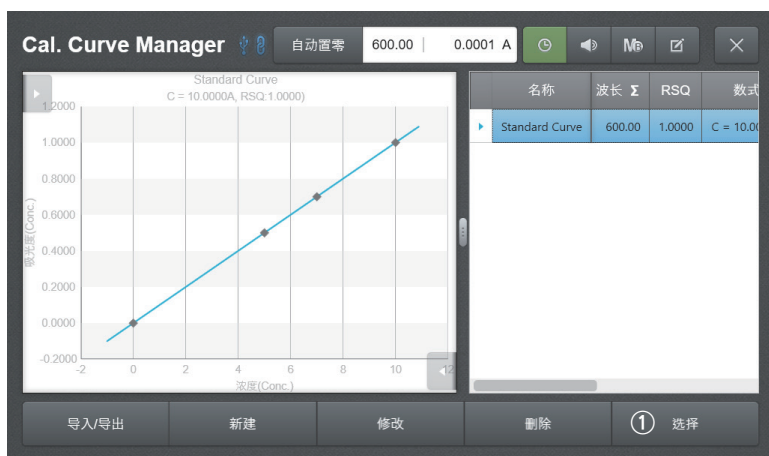 Cal. Curve Manager 自动置零 600.00 0.0001 A MB
Standard Curve
C = 10.0000A, RSQ:1.0000)
1.2000
1.0000
0.8000
0.6000
0.4000
0.2000
0.0000
-0.2000
吸光度(Conc.)
-2 0 2 4 6 8 10 12
浓度(Conc.)
名称 波长 Σ RSQ 数式
Standard Curve 600.00 1.0000 C = 10.00
导入/导出 新建 修改 删除 ① 选择